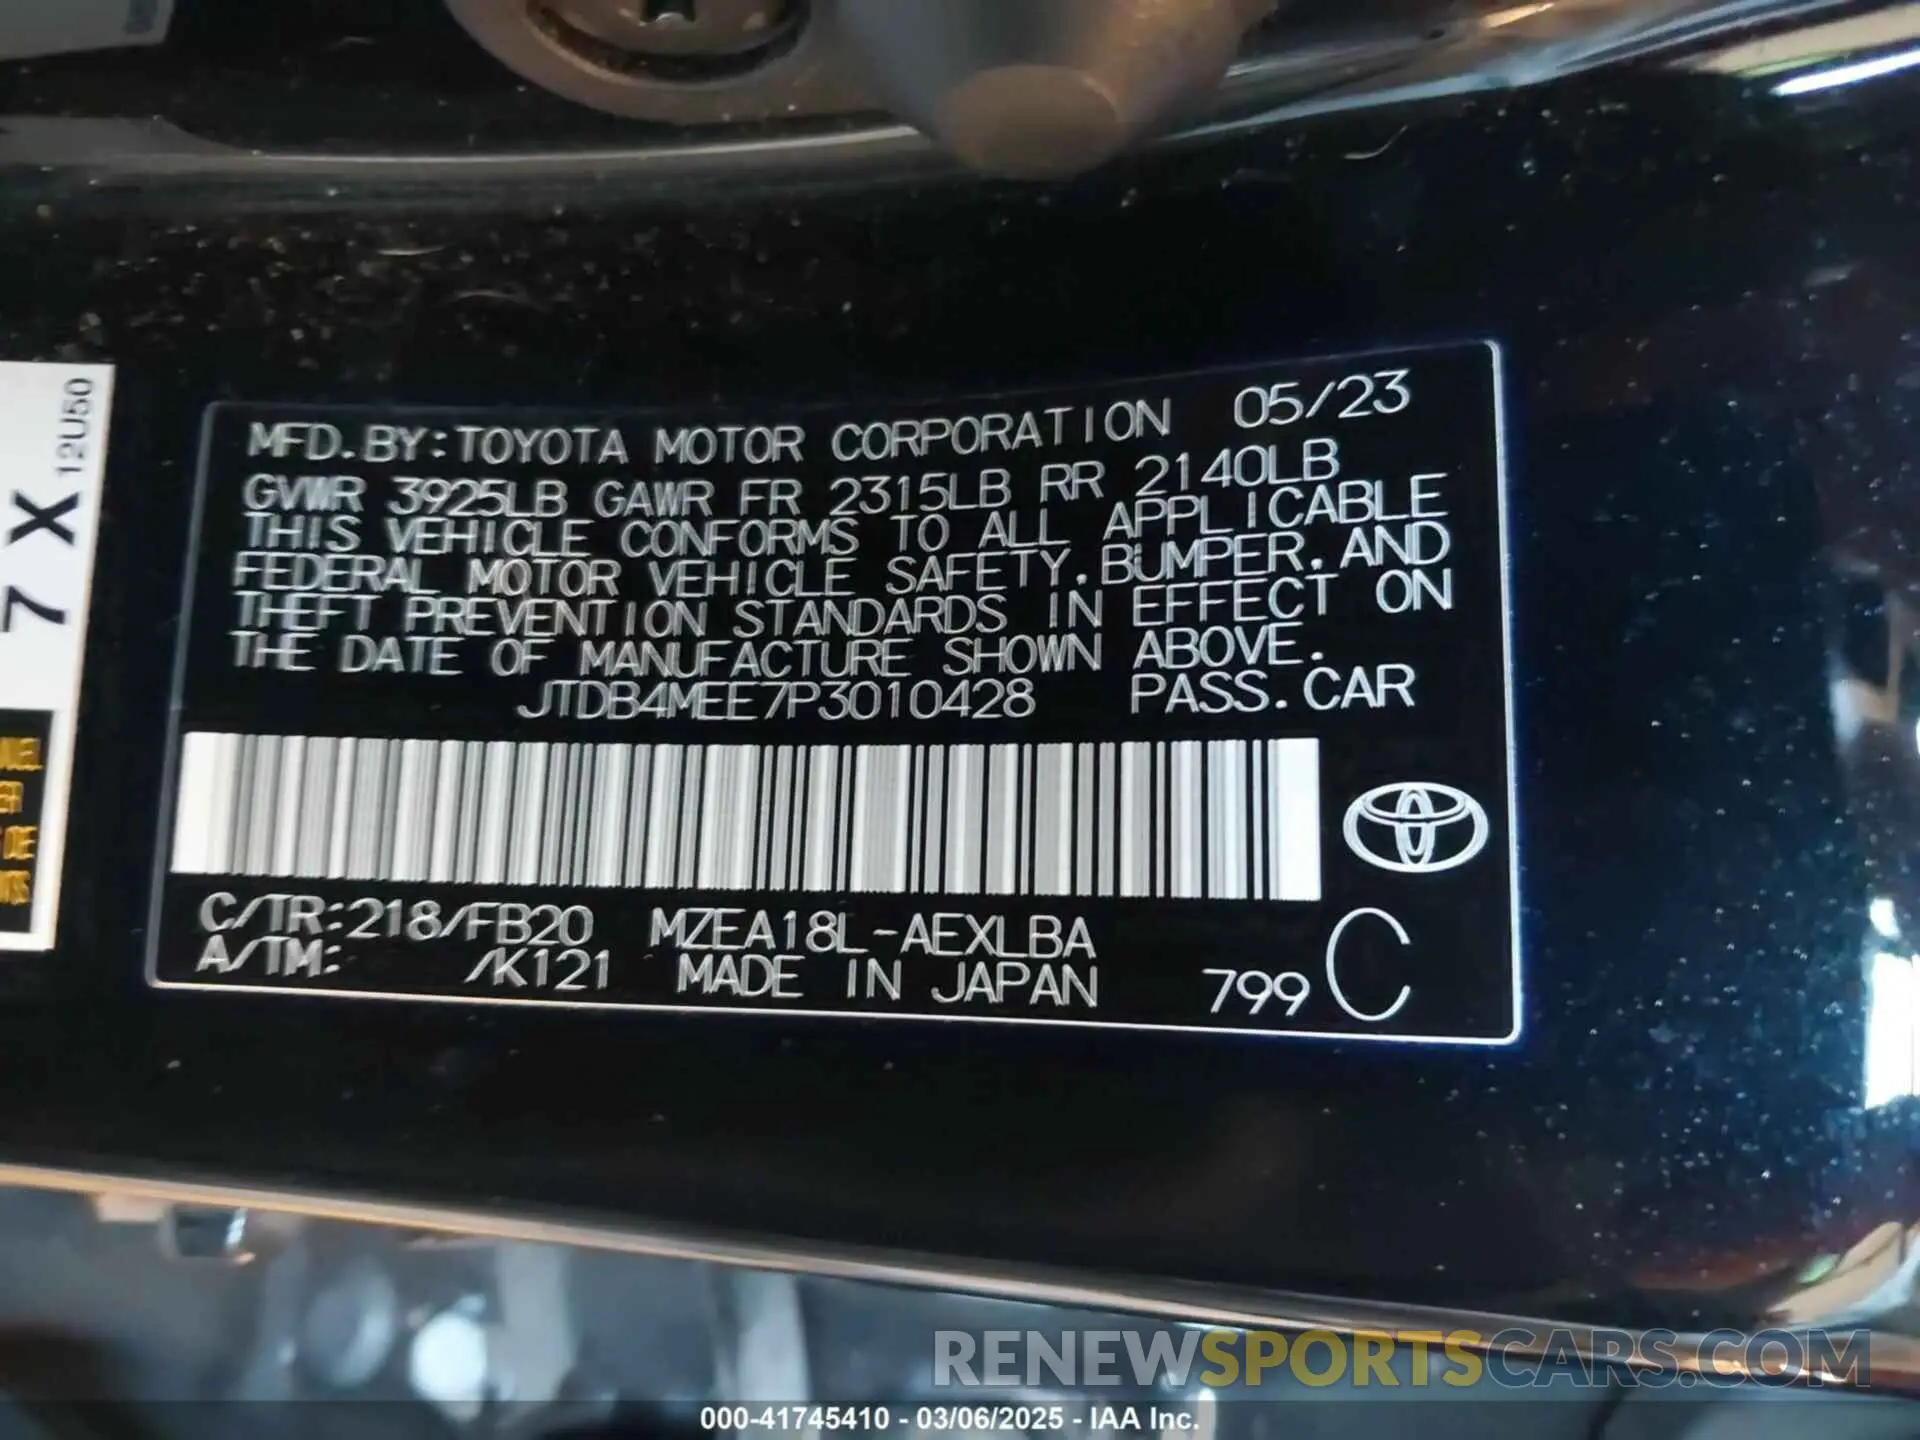 12U50
7 X
MFD.BY:TOYOTA MOTOR CORPORATION 05/23
GVWR 3925LB GAWR FR 2315LB RR 2140LB
THIS VEHICLE CONFORMS TO ALL APPLICABLE
FEDERAL MOTOR VEHICLE SAFETY,BUMPER,AND
THEFT PREVENTION STANDARDS IN EFFECT ON
THE DATE OF MANUFACTURE SHOWN ABOVE.
JTDB4MEE7P3010428 PASS.CAR
C/TR:218/FB20 MZEA18L-AEXLBA
A/TM: /K121 MADE IN JAPAN 799 C
RENEWSPORTSCARS.COM
000-41745410 - 03/06/2025 - IAA Inc.